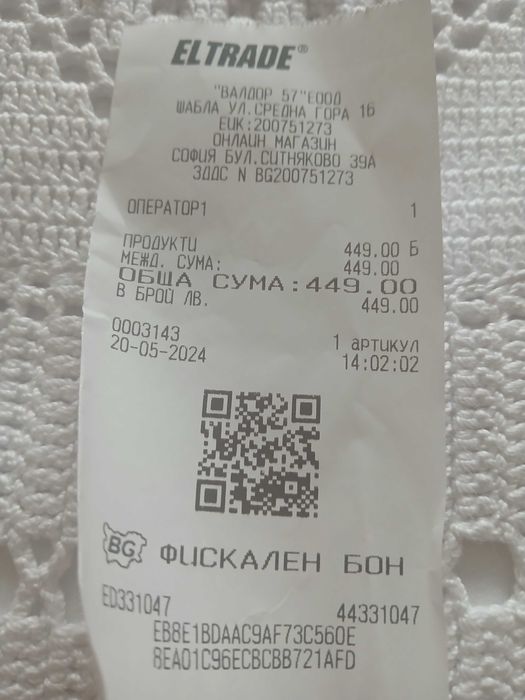 ELTRADE®
"ВАЛДОР 57"ЕООД
ШАБЛА УЛ.СРЕДНА ГОРА 1Б
ЕИК:200751273
ОНЛАЙН МАГАЗИН
СОФИЯ БУЛ.СИТНЯКОВО 39А
ЗДДС N BG200751273
ОПЕРАТОР1 1
ПРОДУКТИ 449.00 Б
МЕЖД. СУМА: 449.00
ОБЩА СУМА:449.00
В БРОЙ ЛВ. 449.00
0003143 1 артикул
20-05-2024 14:02:02
BG ФИСКАЛЕН БОН
ED331047 44331047
EB8E1BDAAC9AF73C560E
8EA01C96ECBCBB721AFD